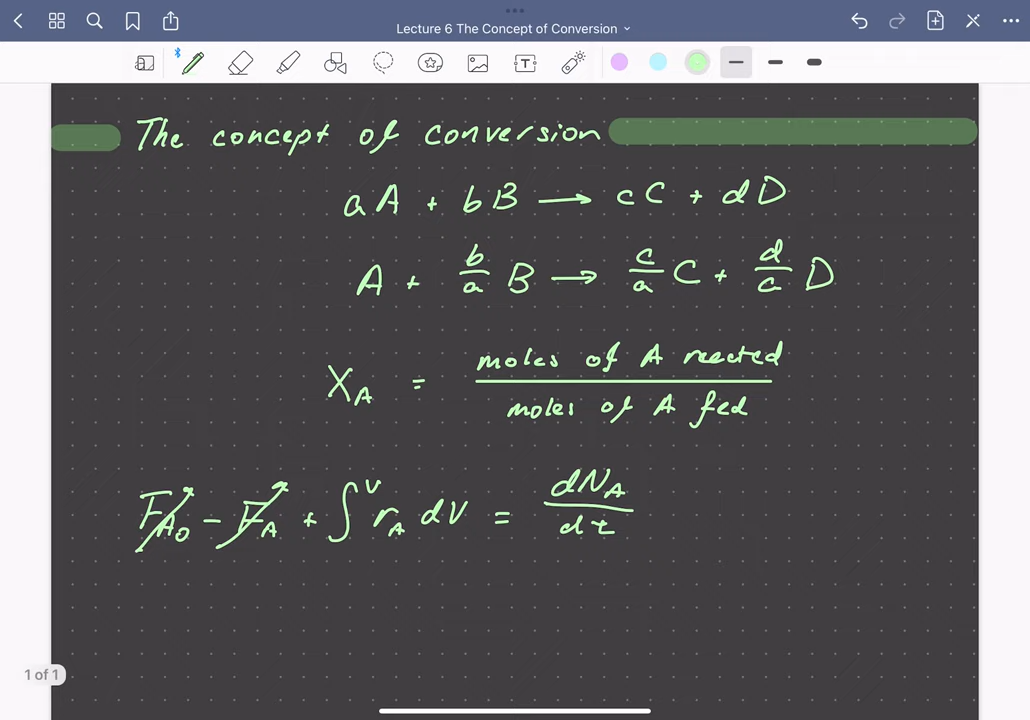 Lecture 6 The Concept of Conversion
The concept of conversion
aA + bB → cC + dD
A + b/a B → c/a C + d/a D
X_A = moles of A reacted / moles of A fed
F_A0 - F_A + ∫^V r_A dV = dN_A/dt
1 of 1